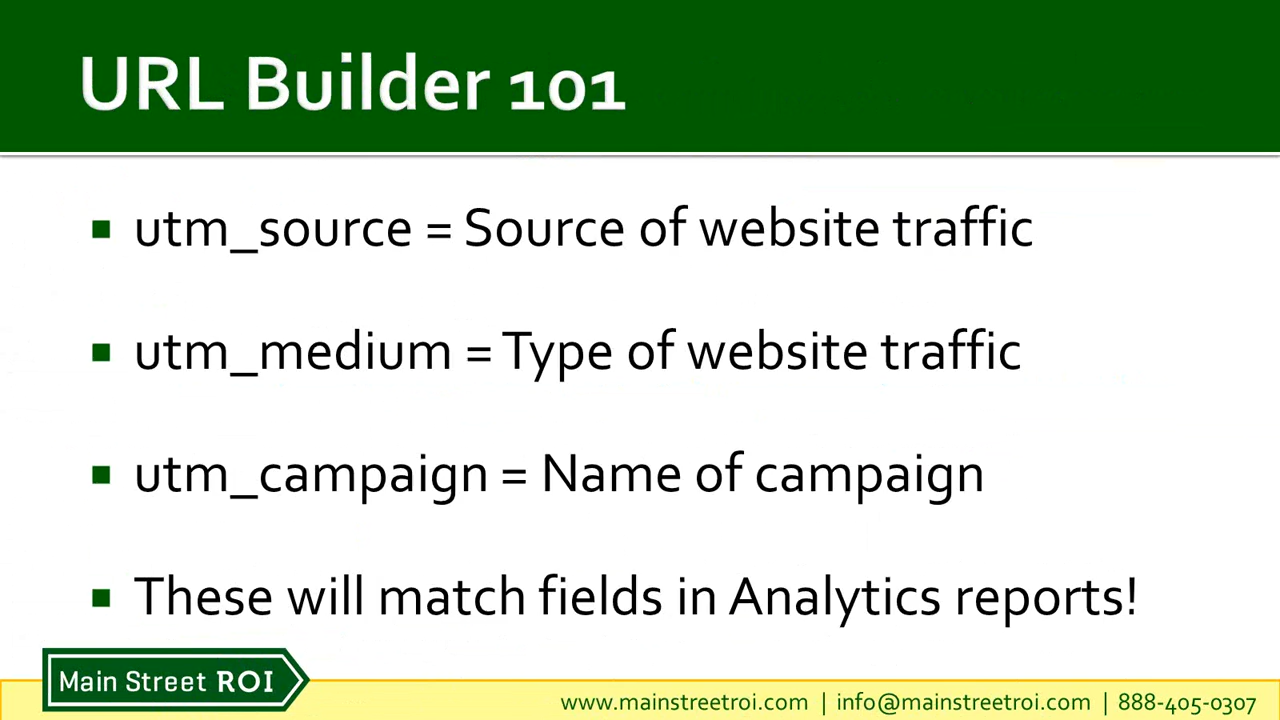 URL Builder 101
utm_source = Source of website traffic
utm_medium = Type of website traffic
utm_campaign = Name of campaign
These will match fields in Analytics reports!
Main Street ROI
www.mainstreetroi.com | info@mainstreetroi.com | 888-405-0307